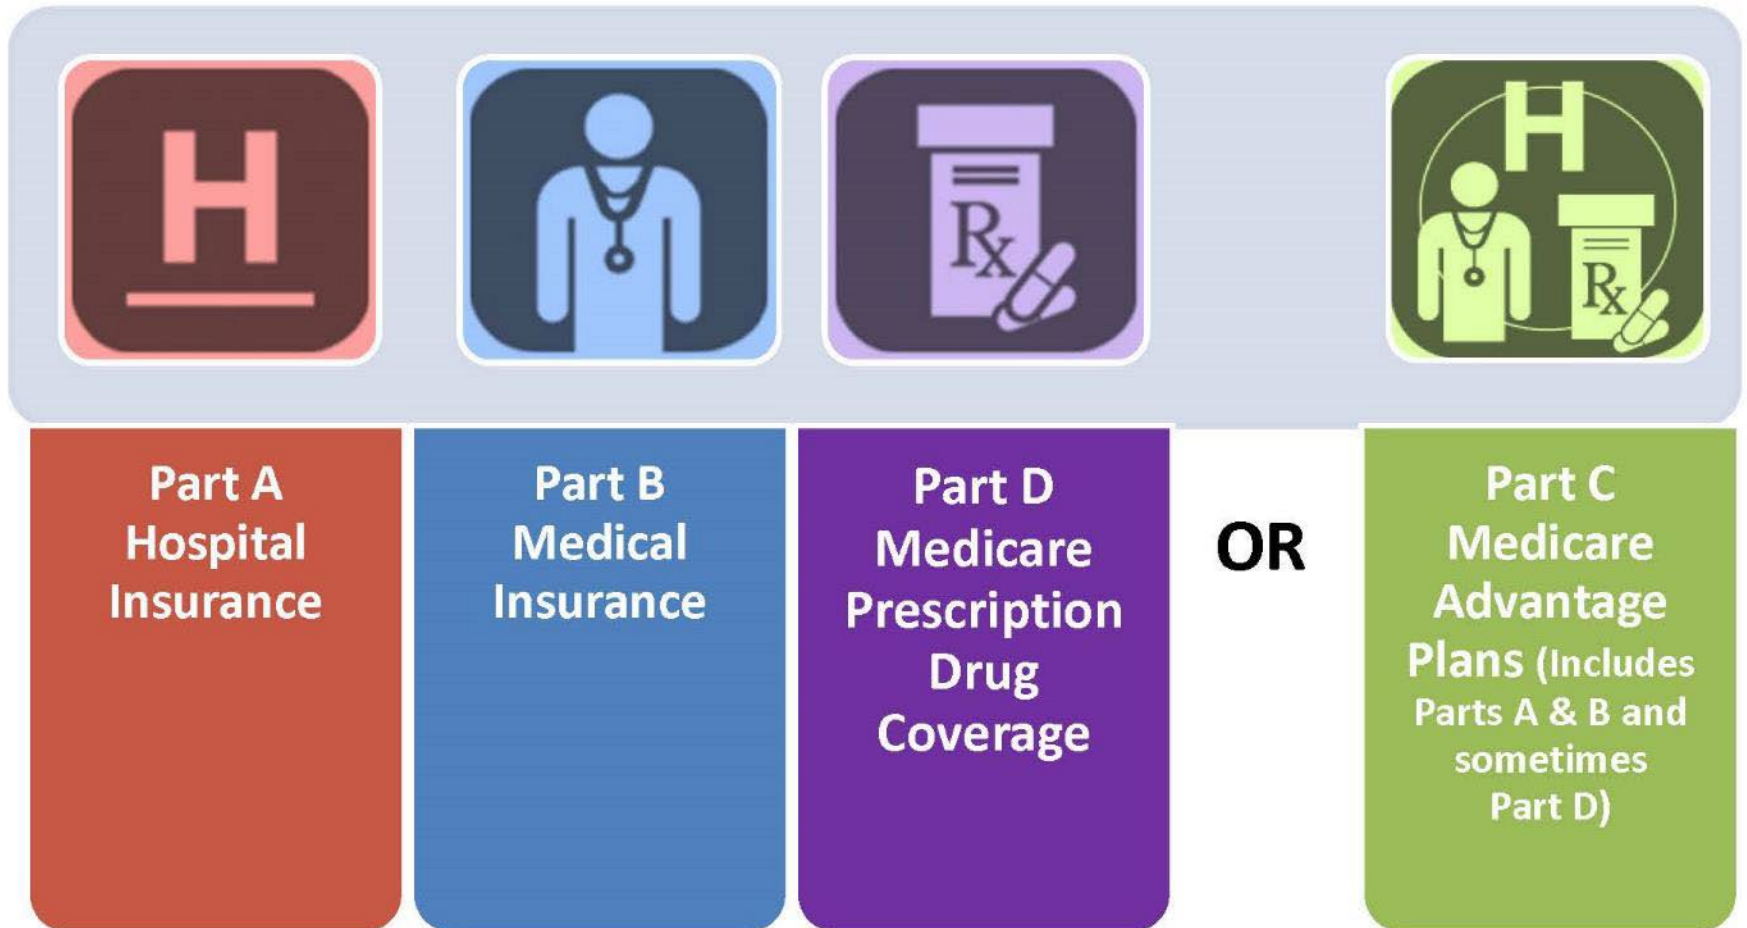 H
Rx
H
Rx
Part A
Hospital
Insurance
Part B
Medical
Insurance
Part D
Medicare
Prescription
Drug
Coverage
OR
Part C
Medicare
Advantage
Plans (Includes
Parts A & B and
sometimes
Part D)